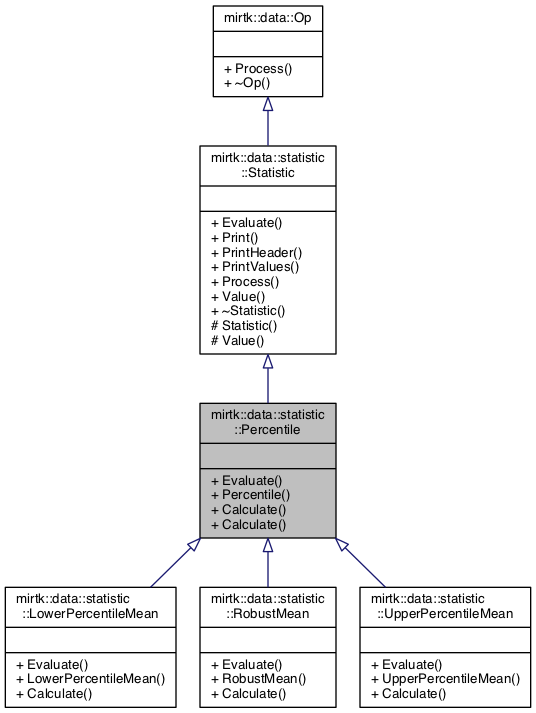 mirtk::data::Op
+ Process()
+ ~Op()
mirtk::data::statistic
::Statistic
+ Evaluate()
+ Print()
+ PrintHeader()
+ PrintValues()
+ Process()
+ Value()
+ ~Statistic()
# Statistic()
# Value()
mirtk::data::statistic
::Percentile
+ Evaluate()
+ Percentile()
+ Calculate()
+ Calculate()
mirtk::data::statistic
::LowerPercentileMean
+ Evaluate()
+ LowerPercentileMean()
+ Calculate()
mirtk::data::statistic
::RobustMean
+ Evaluate()
+ RobustMean()
+ Calculate()
mirtk::data::statistic
::UpperPercentileMean
+ Evaluate()
+ UpperPercentileMean()
+ Calculate()